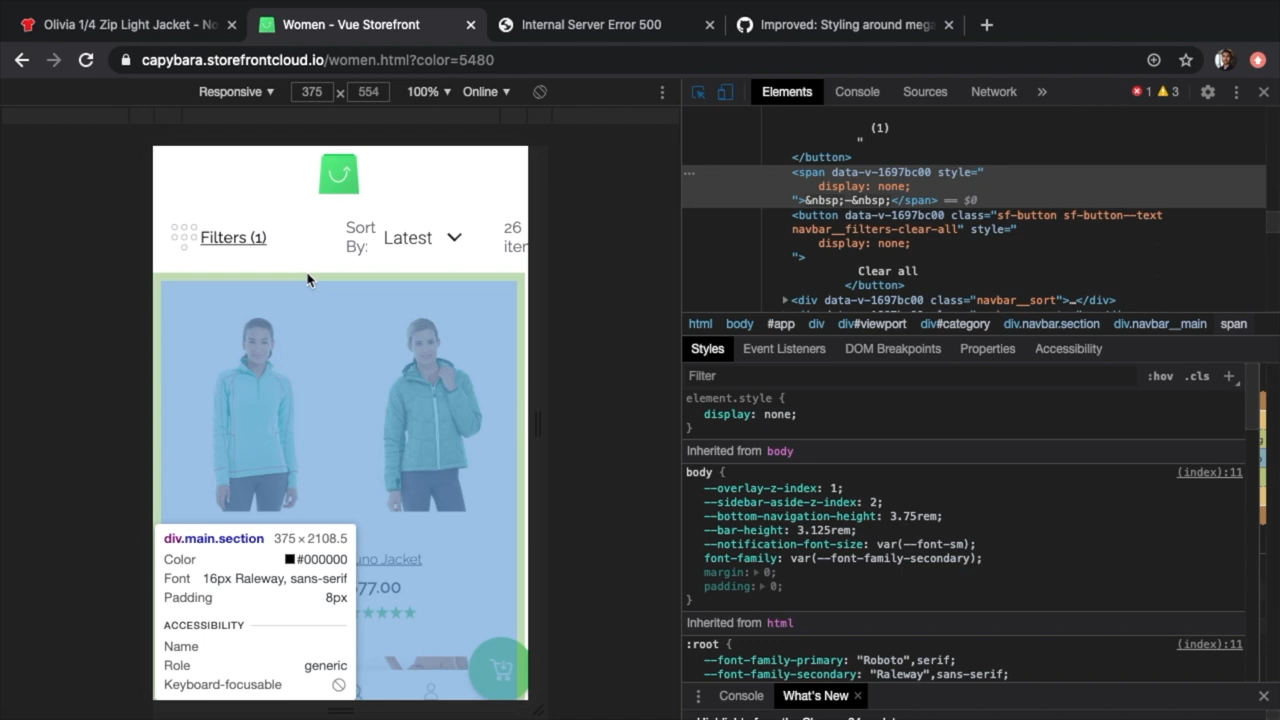 Olivia 1/4 Zip Light Jacket - No
Women - Vue Storefront
Internal Server Error 500
Improved: Styling around mega
capybara.storefrontcloud.io/women.html?color=5480
Responsive ▼ 375 x 554 100% ▼ Online ▼
Elements Console Sources Network » 1 3
(1)
"
</button>
<span data-v-1697bc00 style="
display: none;
">&nbsp;—&nbsp;</span> == $0
<button data-v-1697bc00 class="sf-button sf-button--text
navbar__filters-clear-all" style="
display: none;
">
Clear all
</button>
<div data-v-1697bc00 class="navbar__sort">…</div>
html body #app div div#viewport div#category div.navbar.section div.navbar__main span
Styles Event Listeners DOM Breakpoints Properties Accessibility
Filter :hov .cls +
element.style {
display: none;
}
Inherited from body
body { (index):11
--overlay-z-index: 1;
--sidebar-aside-z-index: 2;
--bottom-navigation-height: 3.75rem;
--bar-height: 3.125rem;
--notification-font-size: var(--font-sm);
font-family: var(--font-family-secondary);
margin: 0;
padding: 0;
}
Inherited from html
:root { (index):11
--font-family-primary: "Roboto",serif;
--font-family-secondary: "Raleway",sans-serif;
Console What's New ×
Filters (1)
Sort
By:
Latest
26
iter
uno Jacket
77.00
div.main.section 375 × 2108.5
Color #000000
Font 16px Raleway, sans-serif
Padding 8px
ACCESSIBILITY
Name
Role generic
Keyboard-focusable